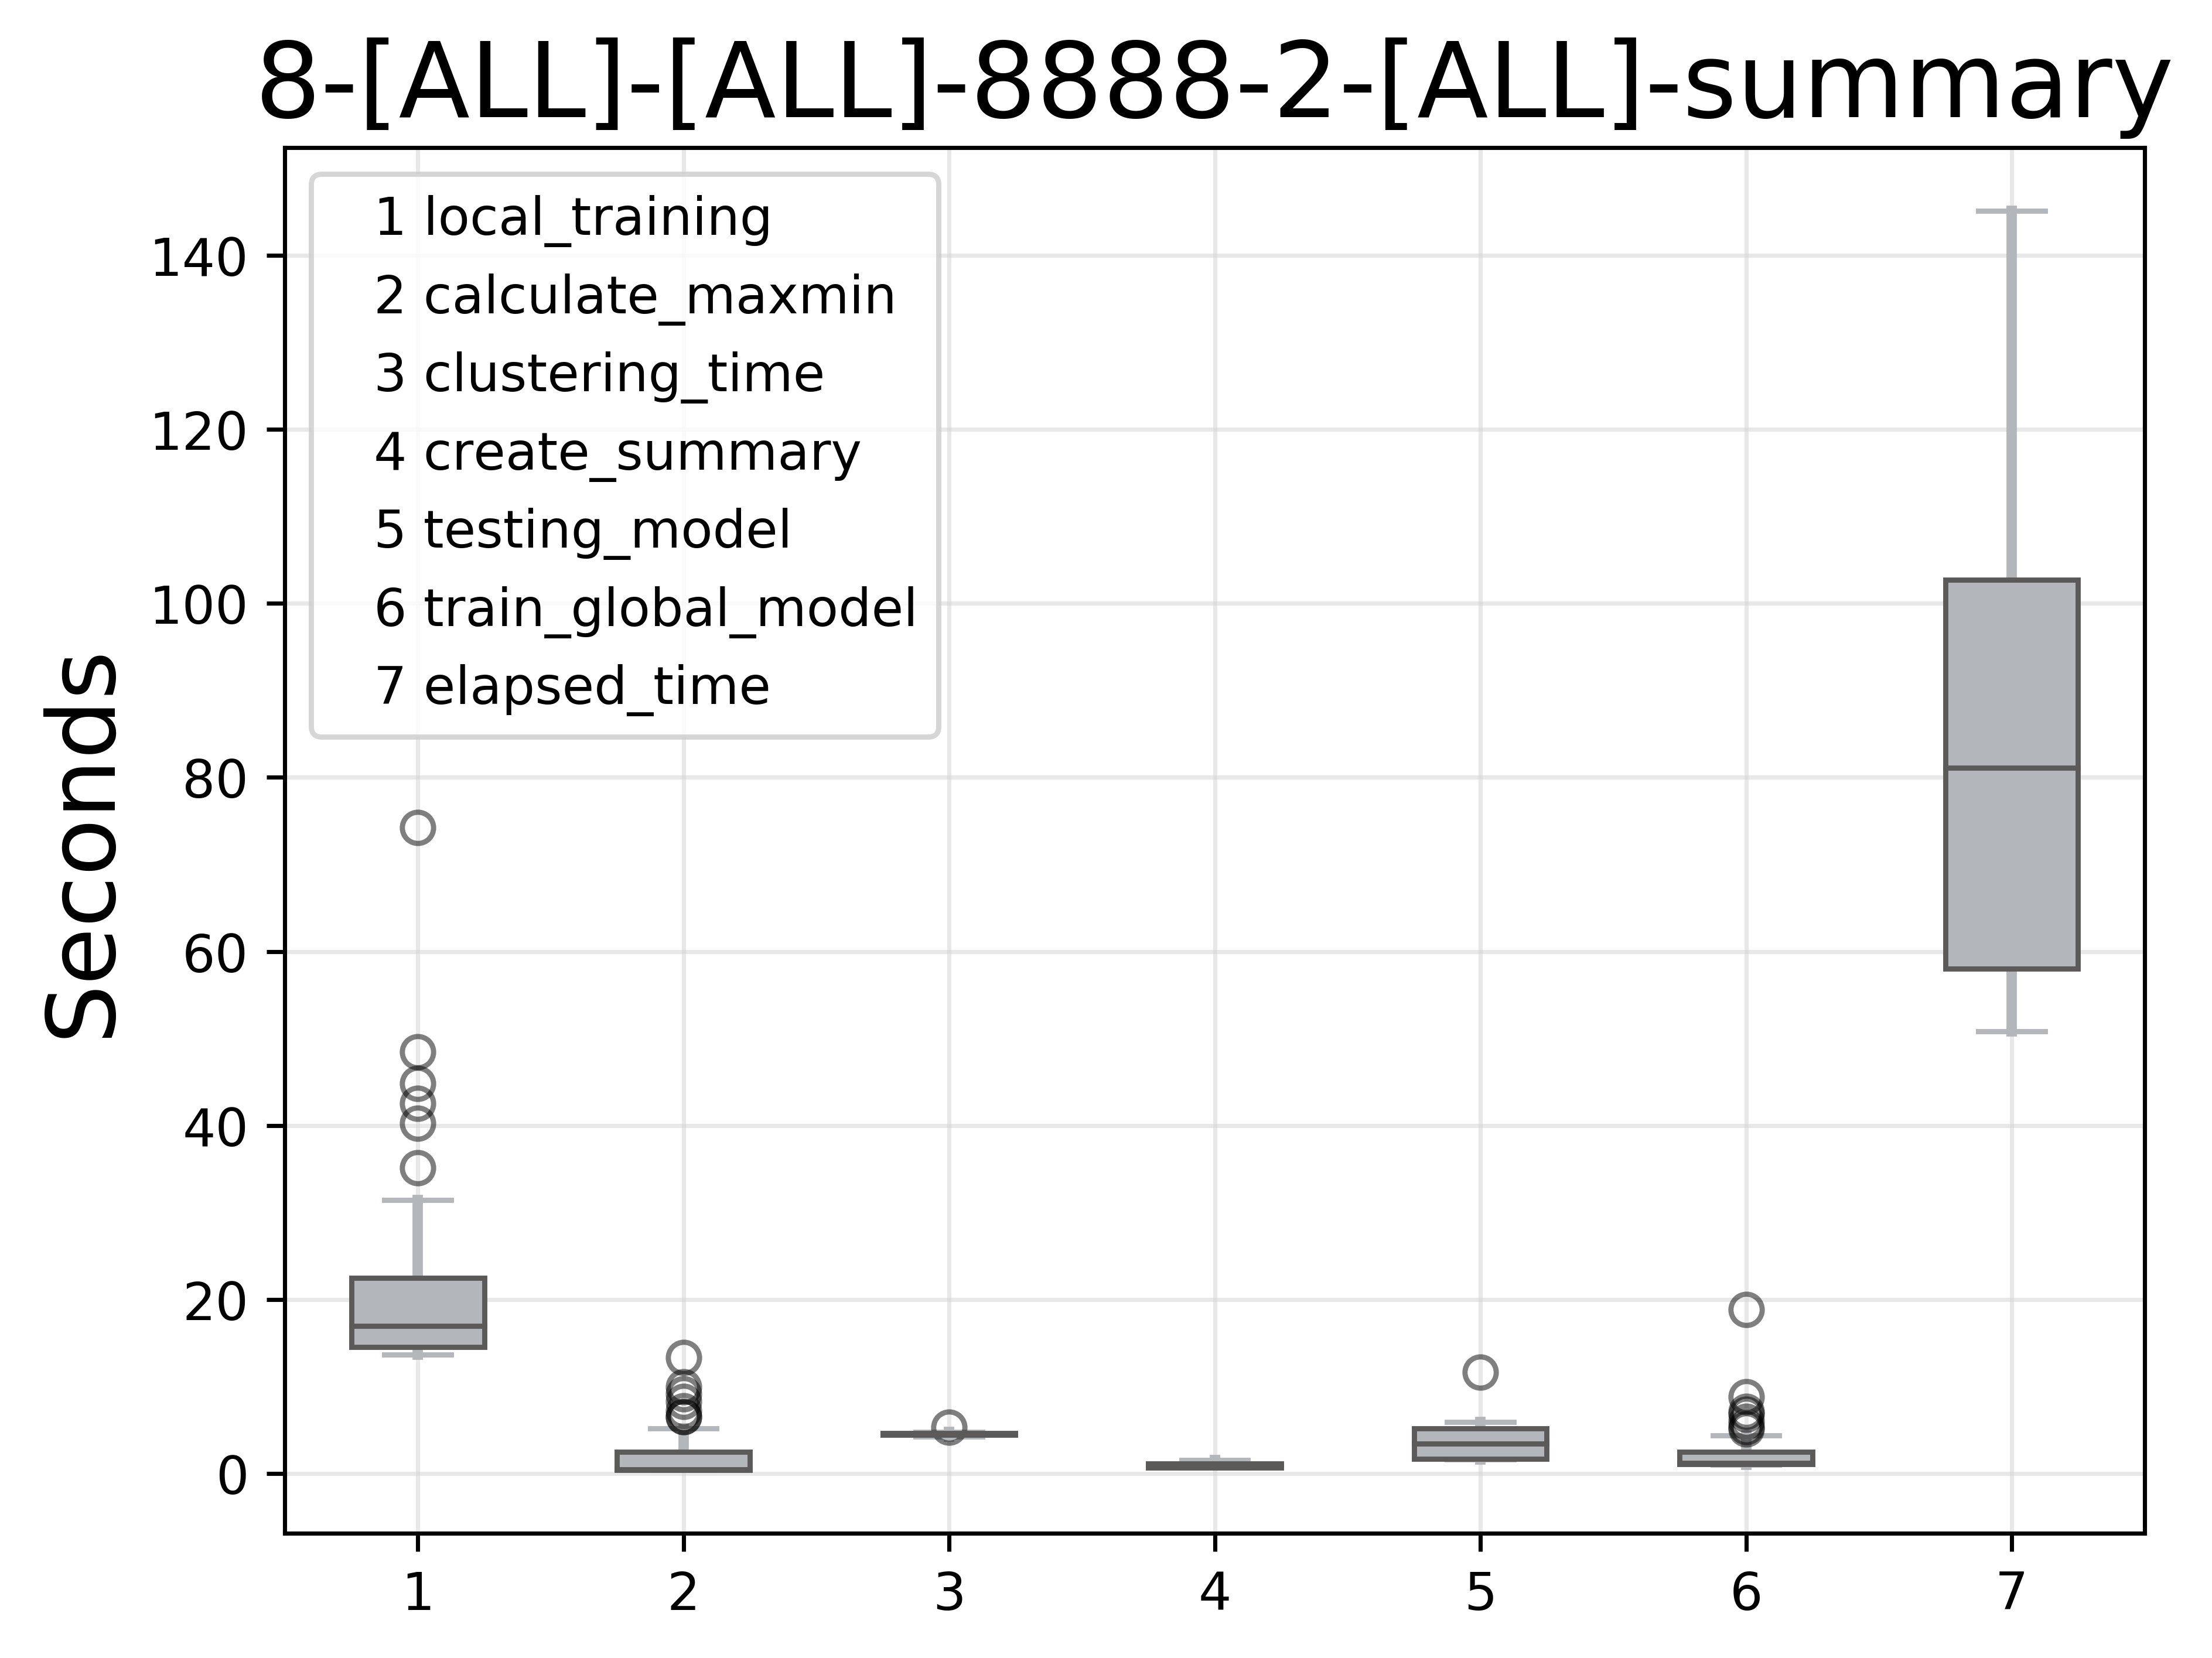 8-[ALL]-[ALL]-8888-2-[ALL]-summary
1 local_training
2 calculate_maxmin
3 clustering_time
4 create_summary
5 testing_model
6 train_global_model
7 elapsed_time
Seconds
140
120
100
80
60
40
20
0
1 2 3 4 5 6 7